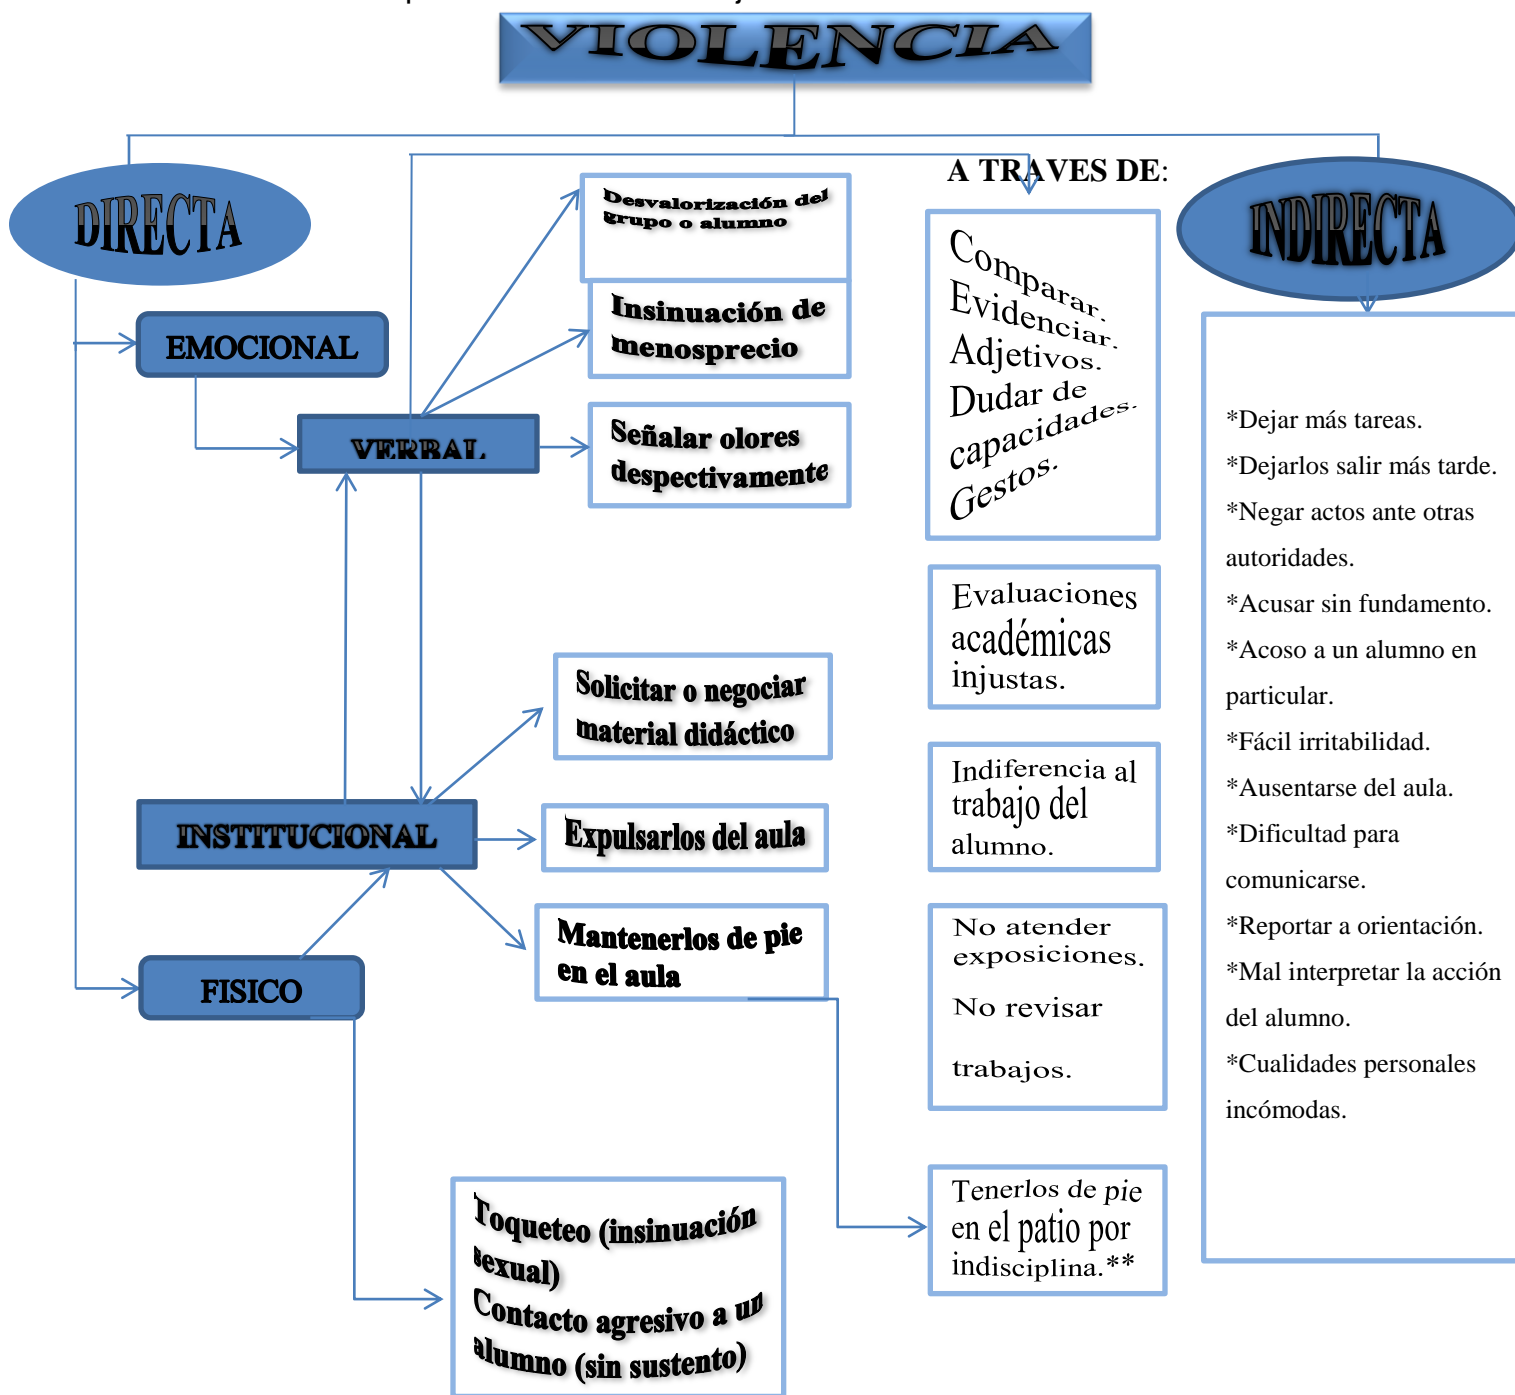 VIOLENCIA
DIRECTA
EMOCIONAL
VERBAL
INSTITUCIONAL
FISICO
Desvalorización del
grupo o alumno
Insinuación de
menosprecio
Señalar olores
despectivamente
Solicitar o negociar
material didáctico
Expulsarlos del aula
Mantenerlos de pie
en el aula
Toqueteo (insinuación
sexual)
Contacto agresivo a un
alumno (sin sustento)
A TRAVES DE:
Comparar.
Evidenciar.
Adjetivos.
Dudar de
capacidades.
Gestos.
Evaluaciones
académicas
injustas.
Indiferencia al
trabajo del
alumno.
No atender
exposiciones.
No revisar
trabajos.
Tenerlos de pie
en el patio por
indisciplina.**
INDIRECTA
*Dejar más tareas.
*Dejarlos salir más tarde.
*Negar actos ante otras
autoridades.
*Acusar sin fundamento.
*Acoso a un alumno en
particular.
*Fácil irritabilidad.
*Ausentarse del aula.
*Dificultad para
comunicarse.
*Reportar a orientación.
*Mal interpretar la acción
del alumno.
*Cualidades personales
incómodas.